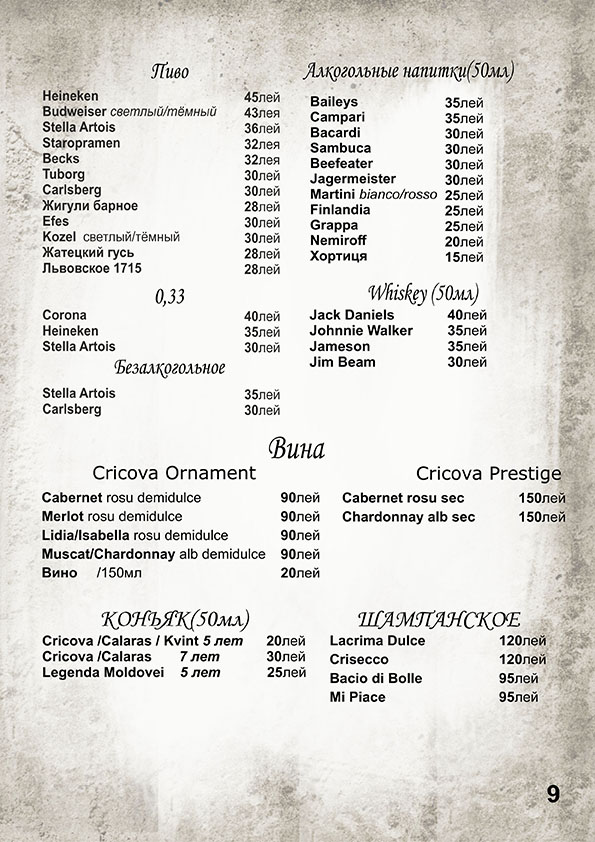 Пиво
Heineken 45лей
Budweiser светлый/тёмный 43лея
Stella Artois 36лей
Staropramen 32лея
Becks 32лея
Tuborg 30лей
Carlsberg 30лей
Жигули барное 28лей
Efes 30лей
Kozel светлый/тёмный 30лей
Жатецкий гусь 28лей
Львовское 1715 28лей
0,33
Corona 40лей
Heineken 35лей
Stella Artois 30лей
Безалкогольное
Stella Artois 35лей
Carlsberg 30лей
Алкогольные напитки(50мл)
Baileys 35лей
Campari 35лей
Bacardi 30лей
Sambuca 30лей
Beefeater 30лей
Jagermeister 30лей
Martini bianco/rosso 25лей
Finlandia 25лей
Grappa 25лей
Nemiroff 20лей
Хортиця 15лей
Whiskey (50мл)
Jack Daniels 40лей
Johnnie Walker 35лей
Jameson 35лей
Jim Beam 30лей
Вина
Cricova Ornament
Cabernet rosu demidulce 90лей
Merlot rosu demidulce 90лей
Lidia/Isabella rosu demidulce 90лей
Muscat/Chardonnay alb demidulce 90лей
Вино /150мл 20лей
Cricova Prestige
Cabernet rosu sec 150лей
Chardonnay alb sec 150лей
КОНЬЯК(50мл)
Cricova /Calaras / Kvint 5 лет 20лей
Cricova /Calaras 7 лет 30лей
Legenda Moldovei 5 лет 25лей
ШАМПАНСКОЕ
Lacrima Dulce 120лей
Crisecco 120лей
Bacio di Bolle 95лей
Mi Piace 95лей
9